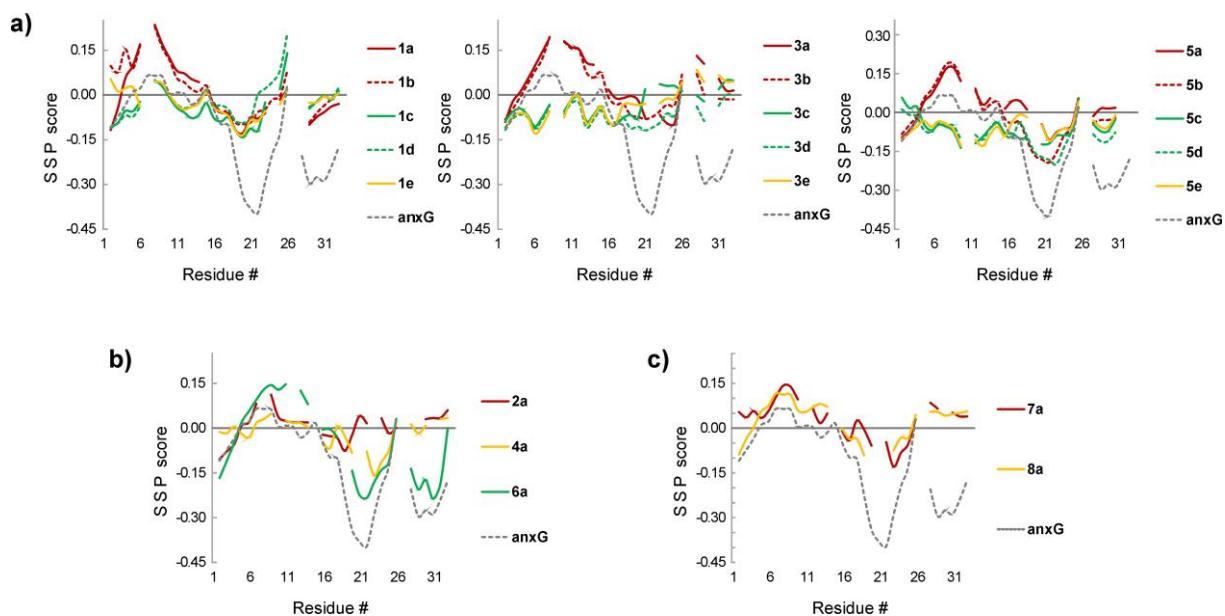 a)
0.15
0.00
-0.15
-0.30
-0.45
SSP score
1 6 11 16 21 26 31
Residue #
1a
1b
1c
1d
1e
anxG
0.15
0.00
-0.15
-0.30
-0.45
SSP score
1 6 11 16 21 26 31
Residue #
3a
3b
3c
3d
3e
anxG
0.30
0.15
0.00
-0.15
-0.30
-0.45
SSP score
1 6 11 16 21 26 31
Residue #
5a
5b
5c
5d
5e
anxG
b)
0.15
0.00
-0.15
-0.30
-0.45
SSP score
1 6 11 16 21 26 31
Residue #
2a
4a
6a
anxG
c)
0.15
0.00
-0.15
-0.30
-0.45
SSP score
1 6 11 16 21 26 31
Residue #
7a
8a
anxG